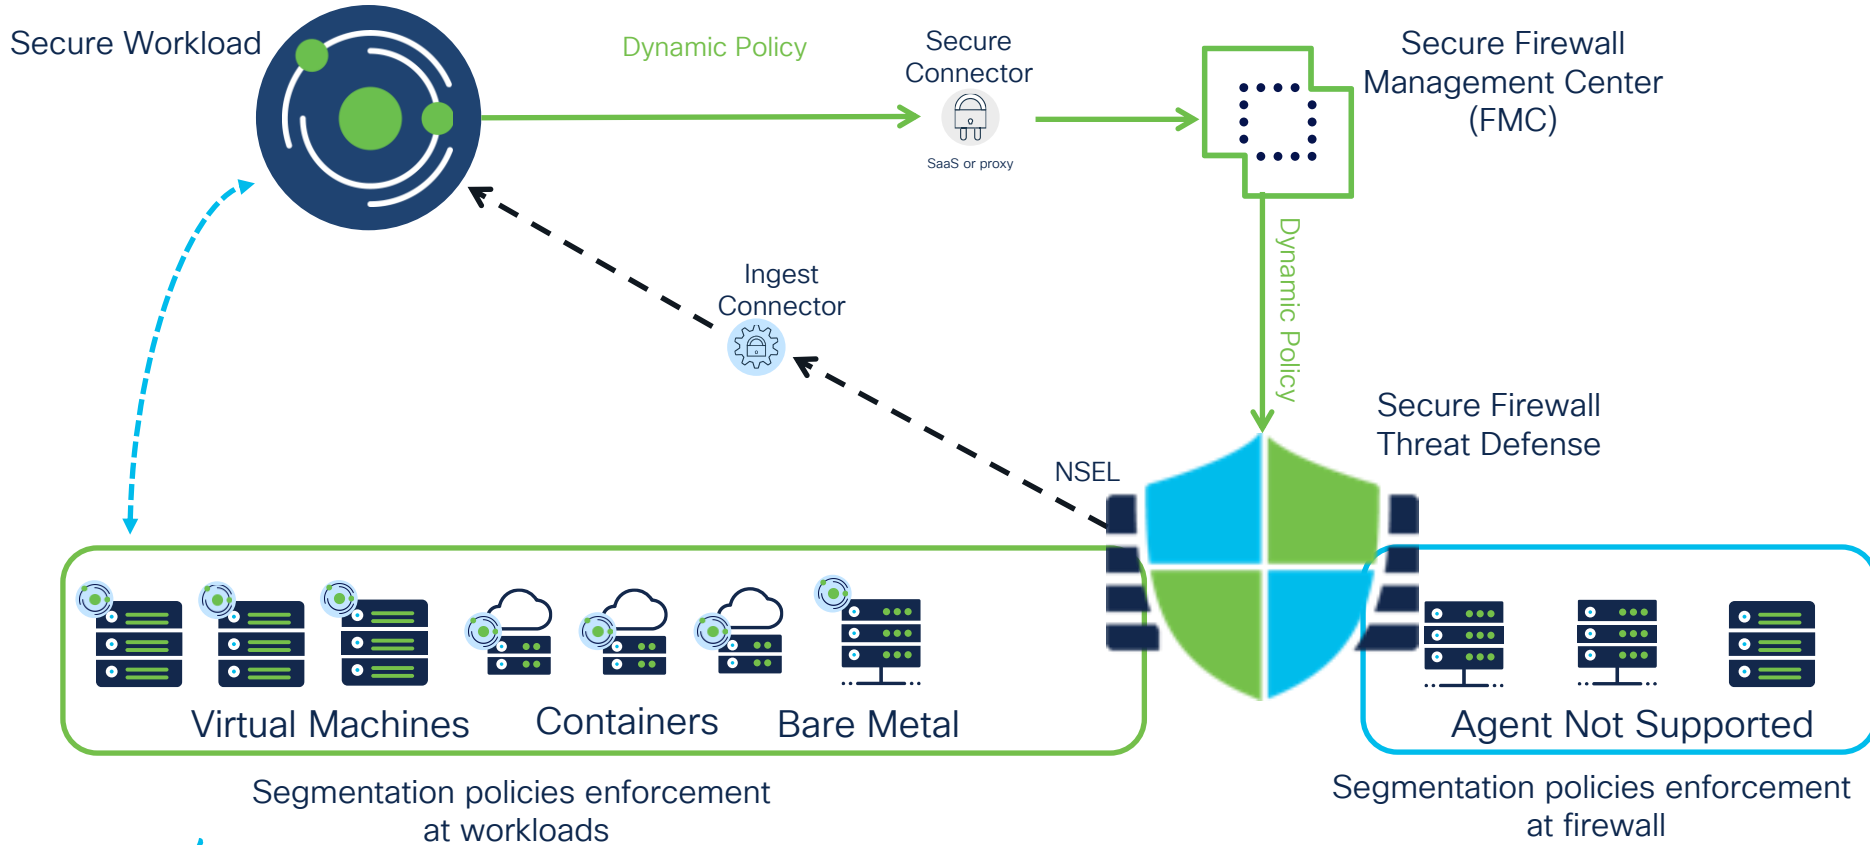 Secure Workload
Dynamic Policy
Secure
Connector
SaaS or proxy
Secure Firewall
Management Center
(FMC)
Dynamic Policy
Ingest
Connector
NSEL
Secure Firewall
Threat Defense
Virtual Machines
Containers
Bare Metal
Agent Not Supported
Segmentation policies enforcement
at workloads
Segmentation policies enforcement
at firewall